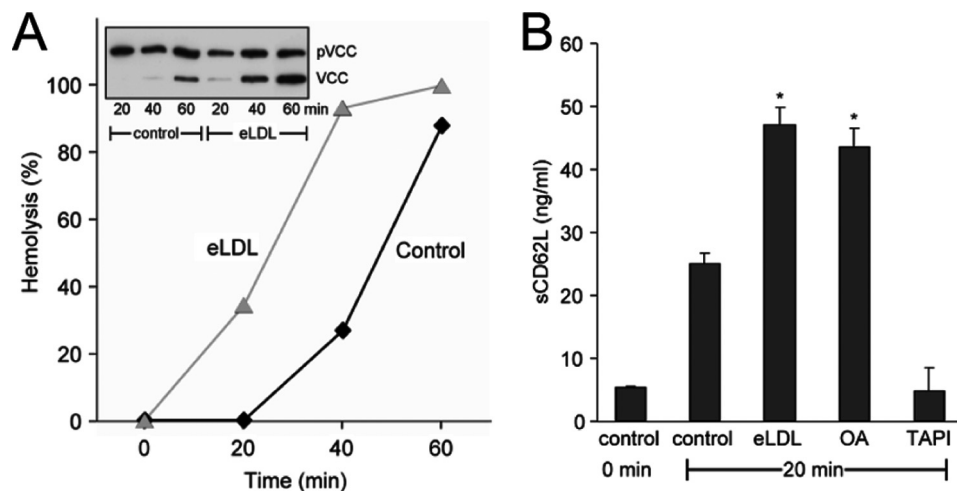 A
pVCC
VCC
20 40 60 20 40 60 min
control eLDL
100
80
60
40
20
0
Hemolysis (%)
eLDL
Control
0 20 40 60
Time (min)
B
60
50
40
30
20
10
0
sCD62L (ng/ml)
* *
control control eLDL OA TAPI
0 min 20 min